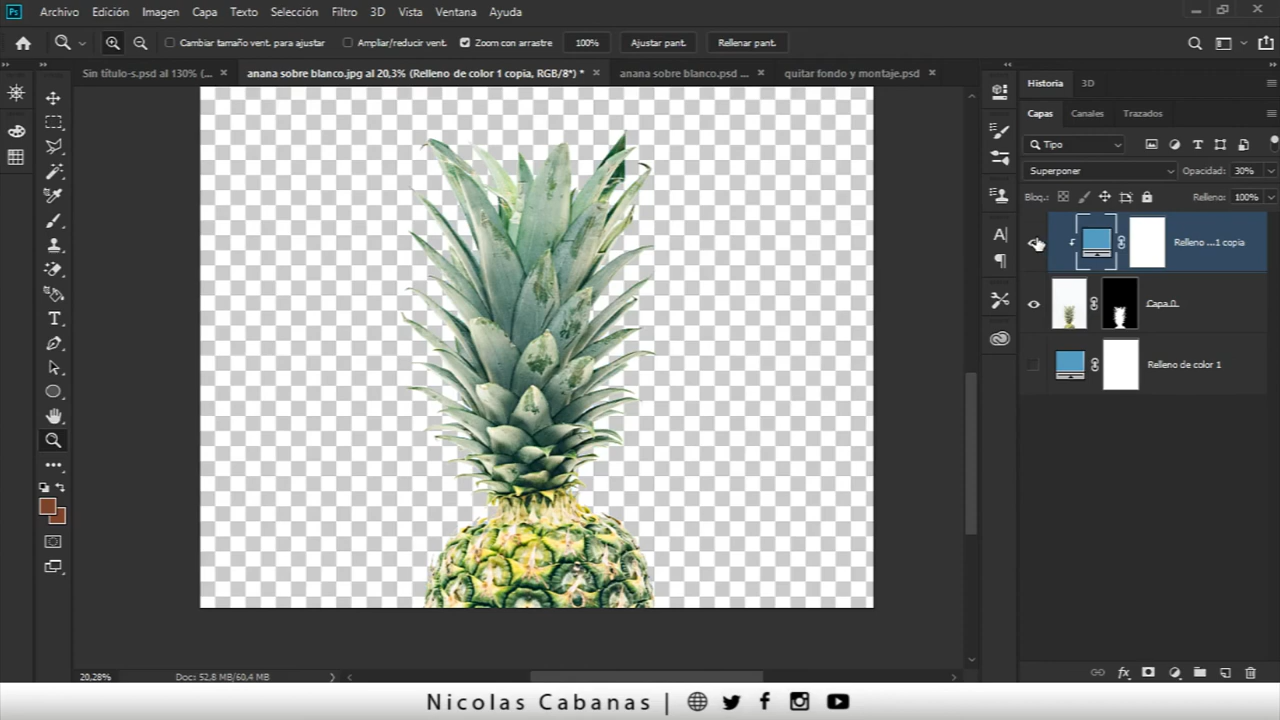 Archivo Edición Imagen Capa Texto Selección Filtro 3D Vista Ventana Ayuda
Cambiar tamaño vent. para ajustar Ampliar/reducir vent. Zoom con arrastre 100% Ajustar pant. Rellenar pant.
Sin título-s.psd al 130% (... × anana sobre blanco.jpg al 20,3% (Relleno de color 1 copia, RGB/8*) * × anana sobre blanco.psd ... × quitar fondo y montaje.psd ×
Historia 3D
Capas Canales Trazados
Tipo
Superponer Opacidad: 30%
Bloq.: Relleno: 100%
Relleno ...1 copia
Capa 0
Relleno de color 1
20,28% Doc: 52,8 MB/60,4 MB
Nicolas Cabanas |